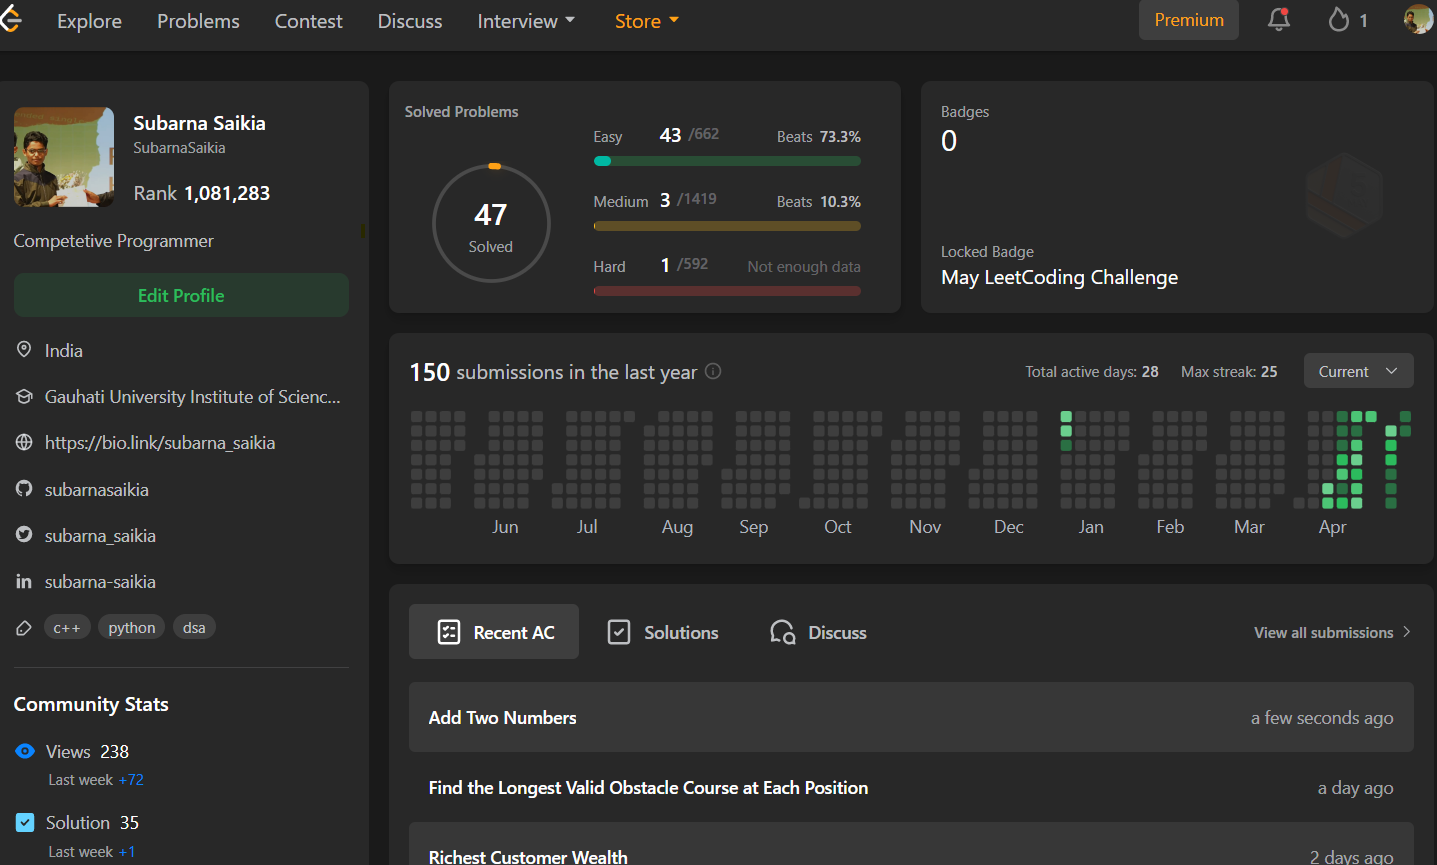 Explore Problems Contest Discuss Interview Store Premium 1
Subarna Saikia
SubarnaSaikia
Rank 1,081,283
Competetive Programmer
Edit Profile
India
Gauhati University Institute of Scienc...
https://bio.link/subarna_saikia
subarnasaikia
subarna_saikia
subarna-saikia
c++ python dsa
Community Stats
Views 238
Last week +72
Solution 35
Last week +1
Solved Problems
47
Solved
Easy 43 /662 Beats 73.3%
Medium 3 /1419 Beats 10.3%
Hard 1 /592 Not enough data
Badges
0
Locked Badge
May LeetCoding Challenge
150 submissions in the last year Total active days: 28 Max streak: 25 Current
Jun Jul Aug Sep Oct Nov Dec Jan Feb Mar Apr
Recent AC Solutions Discuss View all submissions
Add Two Numbers a few seconds ago
Find the Longest Valid Obstacle Course at Each Position a day ago
Richest Customer Wealth 2 days ago